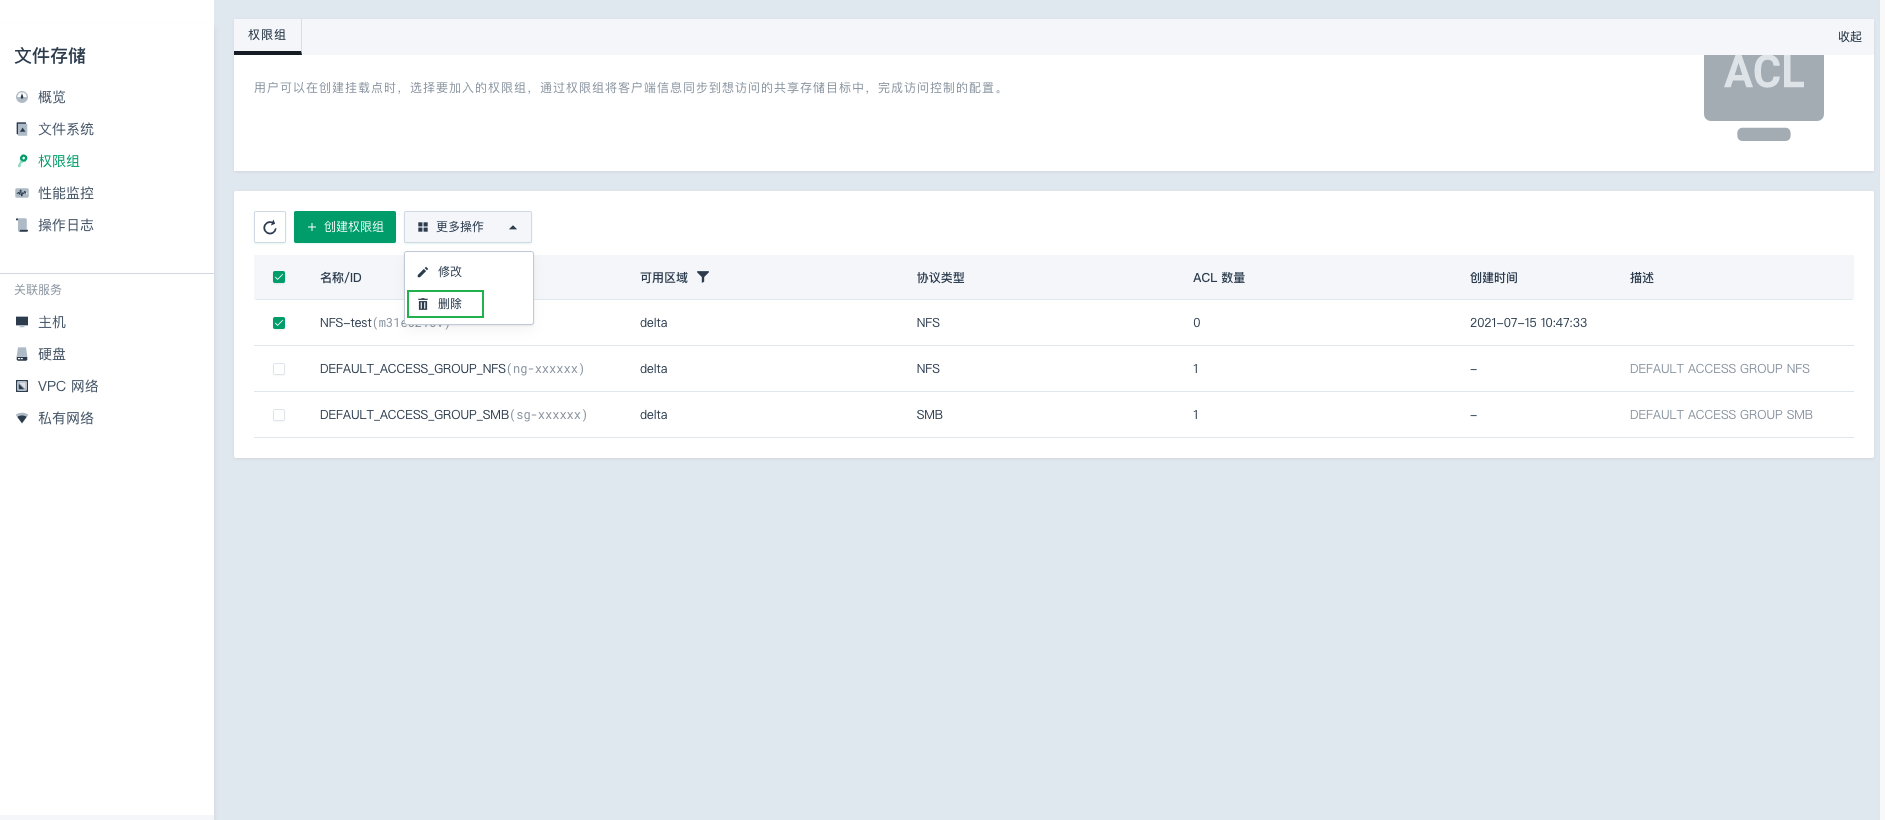 文件存储
概览
文件系统
权限组
性能监控
操作日志
关联服务
主机
硬盘
VPC 网络
私有网络
权限组
收起
用户可以在创建挂载点时，选择要加入的权限组，通过权限组将客户端信息同步到想访问的共享存储目标中，完成访问控制的配置。
ACL
+ 创建权限组
更多操作
修改
删除
名称/ID 可用区域 协议类型 ACL 数量 创建时间 描述
NFS-test delta NFS 0 2021-07-15 10:47:33
DEFAULT_ACCESS_GROUP_NFS(ng-xxxxxx) delta NFS 1 - DEFAULT ACCESS GROUP NFS
DEFAULT_ACCESS_GROUP_SMB(sg-xxxxxx) delta SMB 1 - DEFAULT ACCESS GROUP SMB